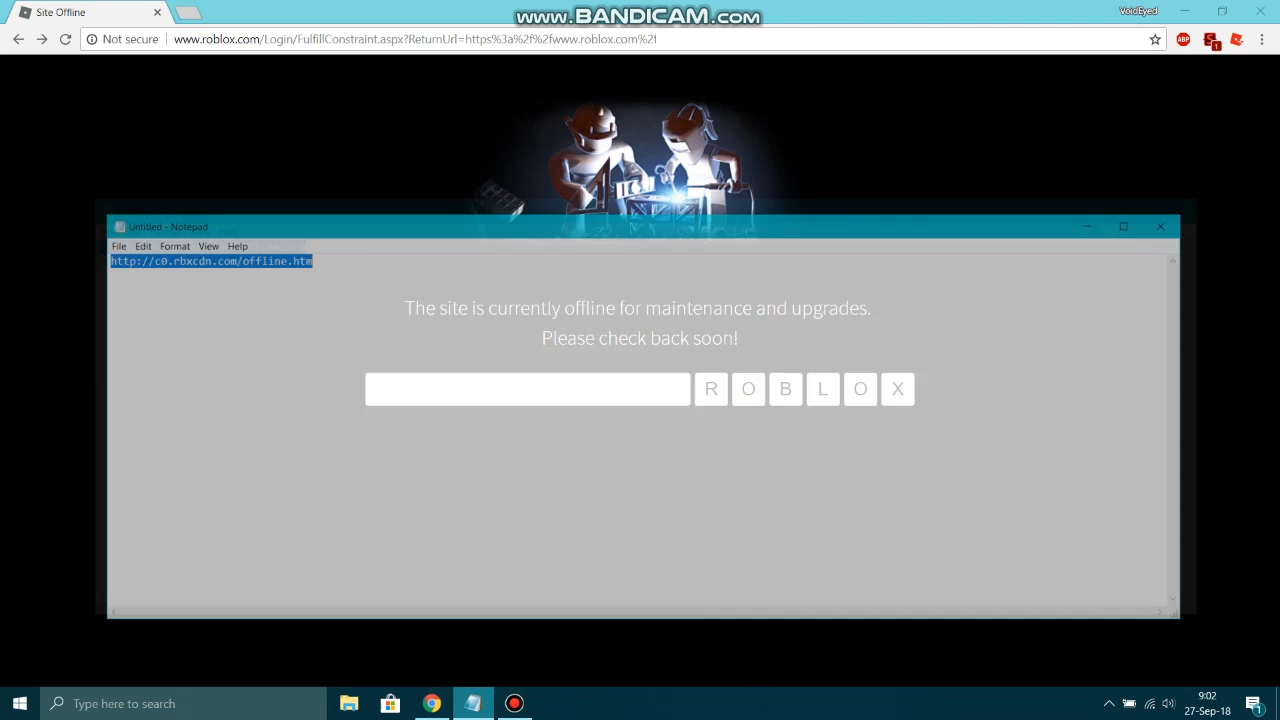 Site Offline
www.BANDICAM.com
VoidEyed
Not secure
www.roblox.com/Login/FulfillConstraint.aspx?ReturnUrl=https%3a%2f%2fwww.roblox.com%2f
ABP
1
Untitled - Notepad
File Edit Format View Help
http://c0.rbxcdn.com/offline.htm
The site is currently offline for maintenance and upgrades.
Please check back soon!
R O B L O X
Type here to search
9:02
27-Sep-18
1